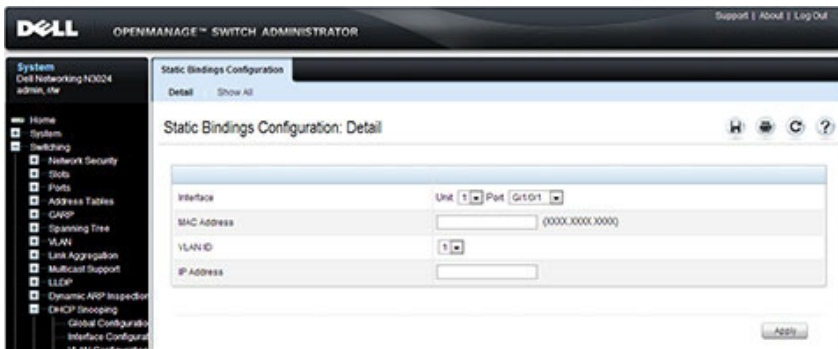 Support | About | Log Out
DELL OPENMANAGE™ SWITCH ADMINISTRATOR
System
Dell Networking N3024
admin, r/w
Static Bindings Configuration
Detail Show All
Home
System
Switching
Network Security
Slots
Ports
Address Tables
GARP
Spanning Tree
VLAN
Link Aggregation
Multicast Support
LLDP
Dynamic ARP Inspection
DHCP Snooping
Global Configuratio
Interface Configurat
VLAN Configuration
Static Bindings Configuration: Detail
?
Interface Unit 1 Port Gi1/0/1
MAC Address (XXXX.XXXX.XXXX)
VLAN ID 1
IP Address
Apply